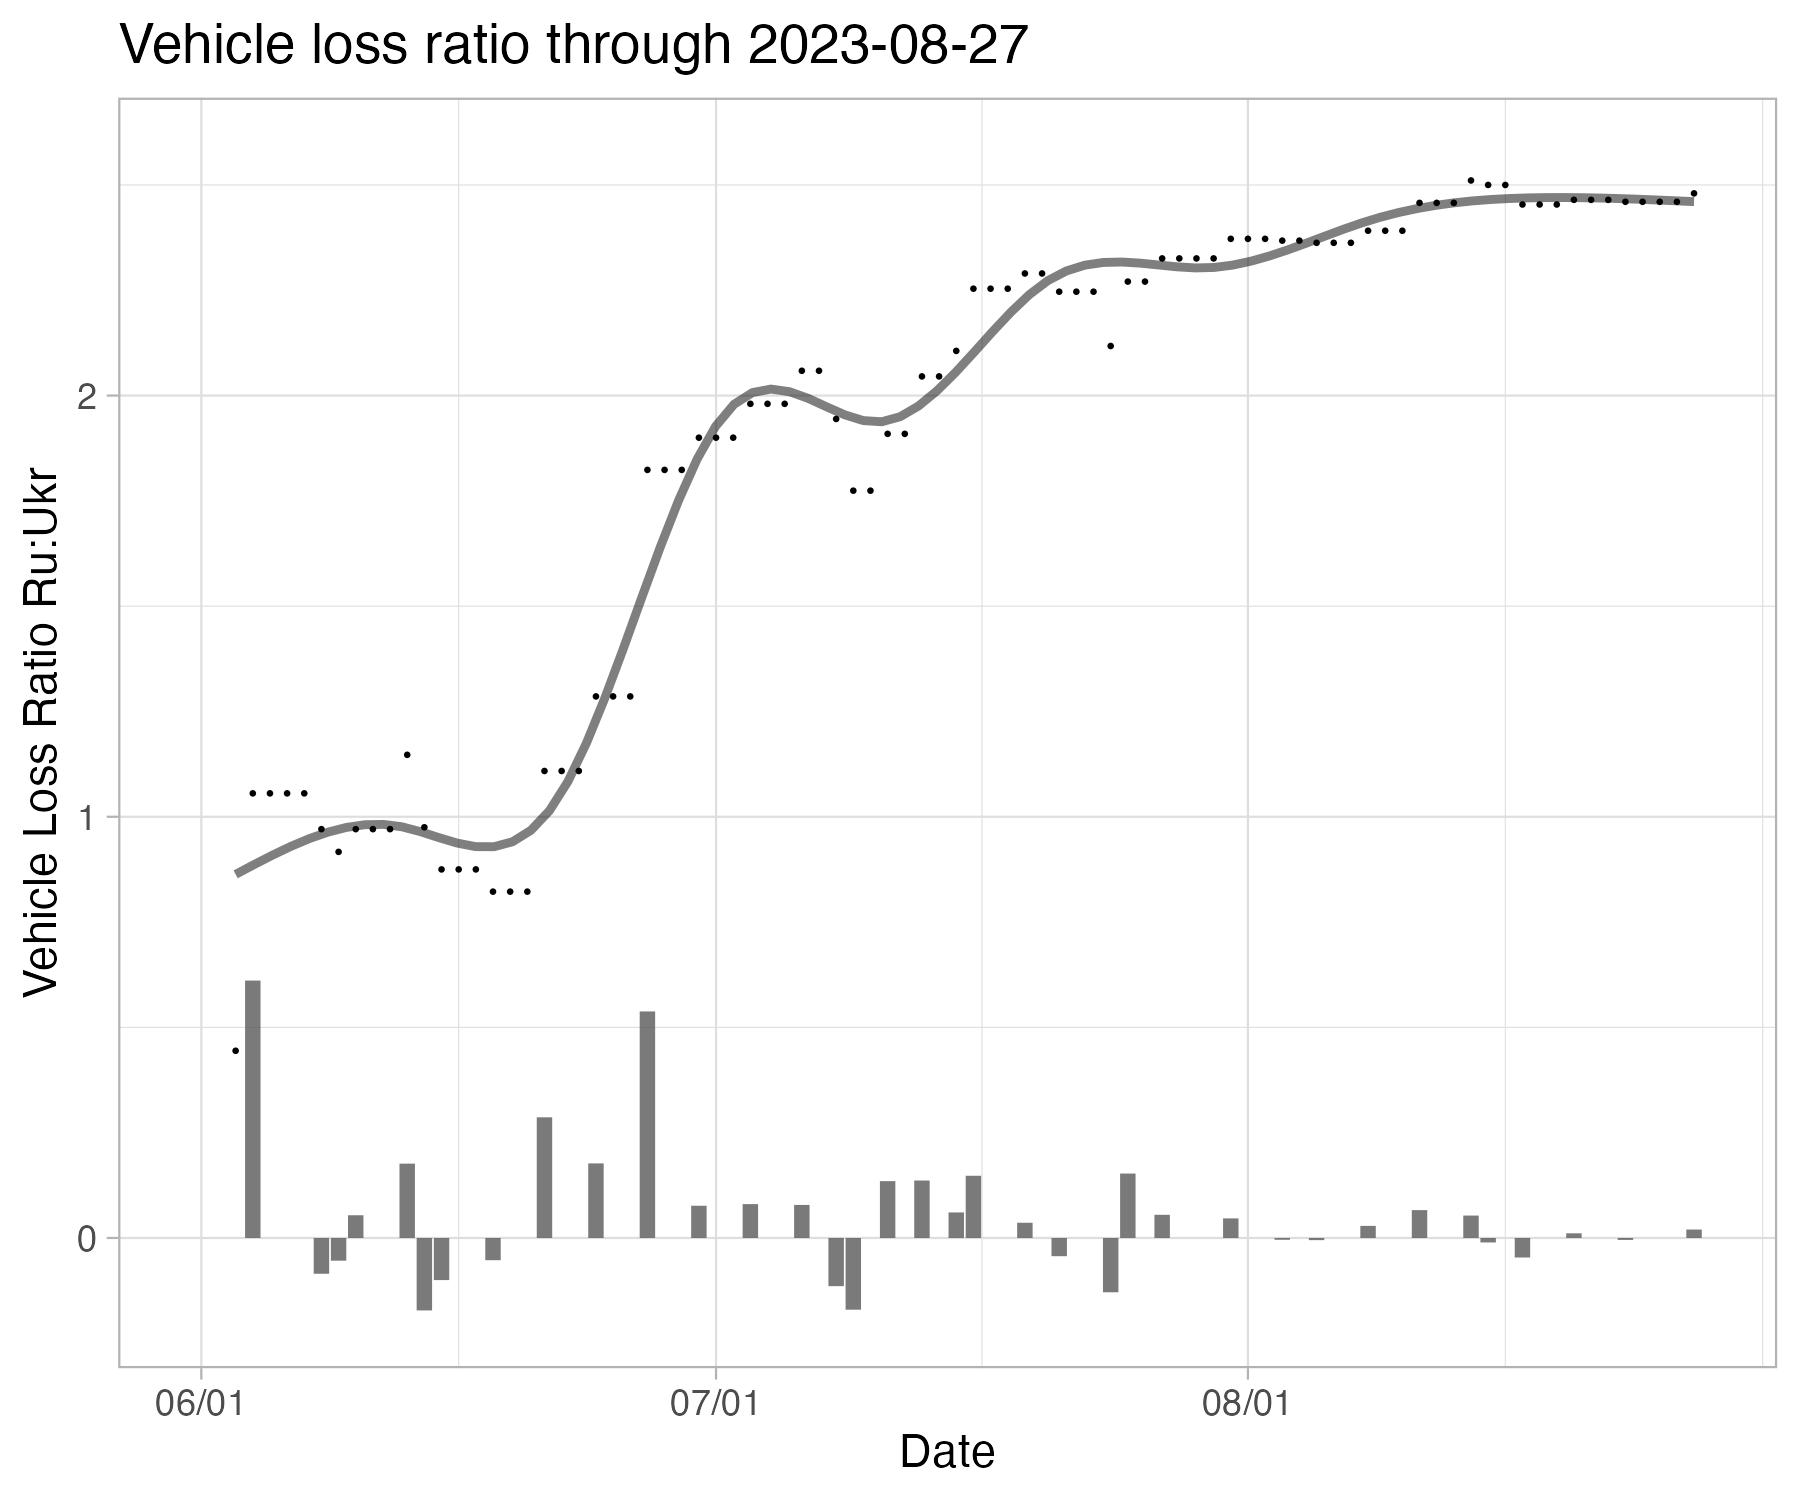 Vehicle loss ratio through 2023-08-27
Vehicle Loss Ratio Ru:Ukr
2
1
0
06/01
07/01
08/01
Date